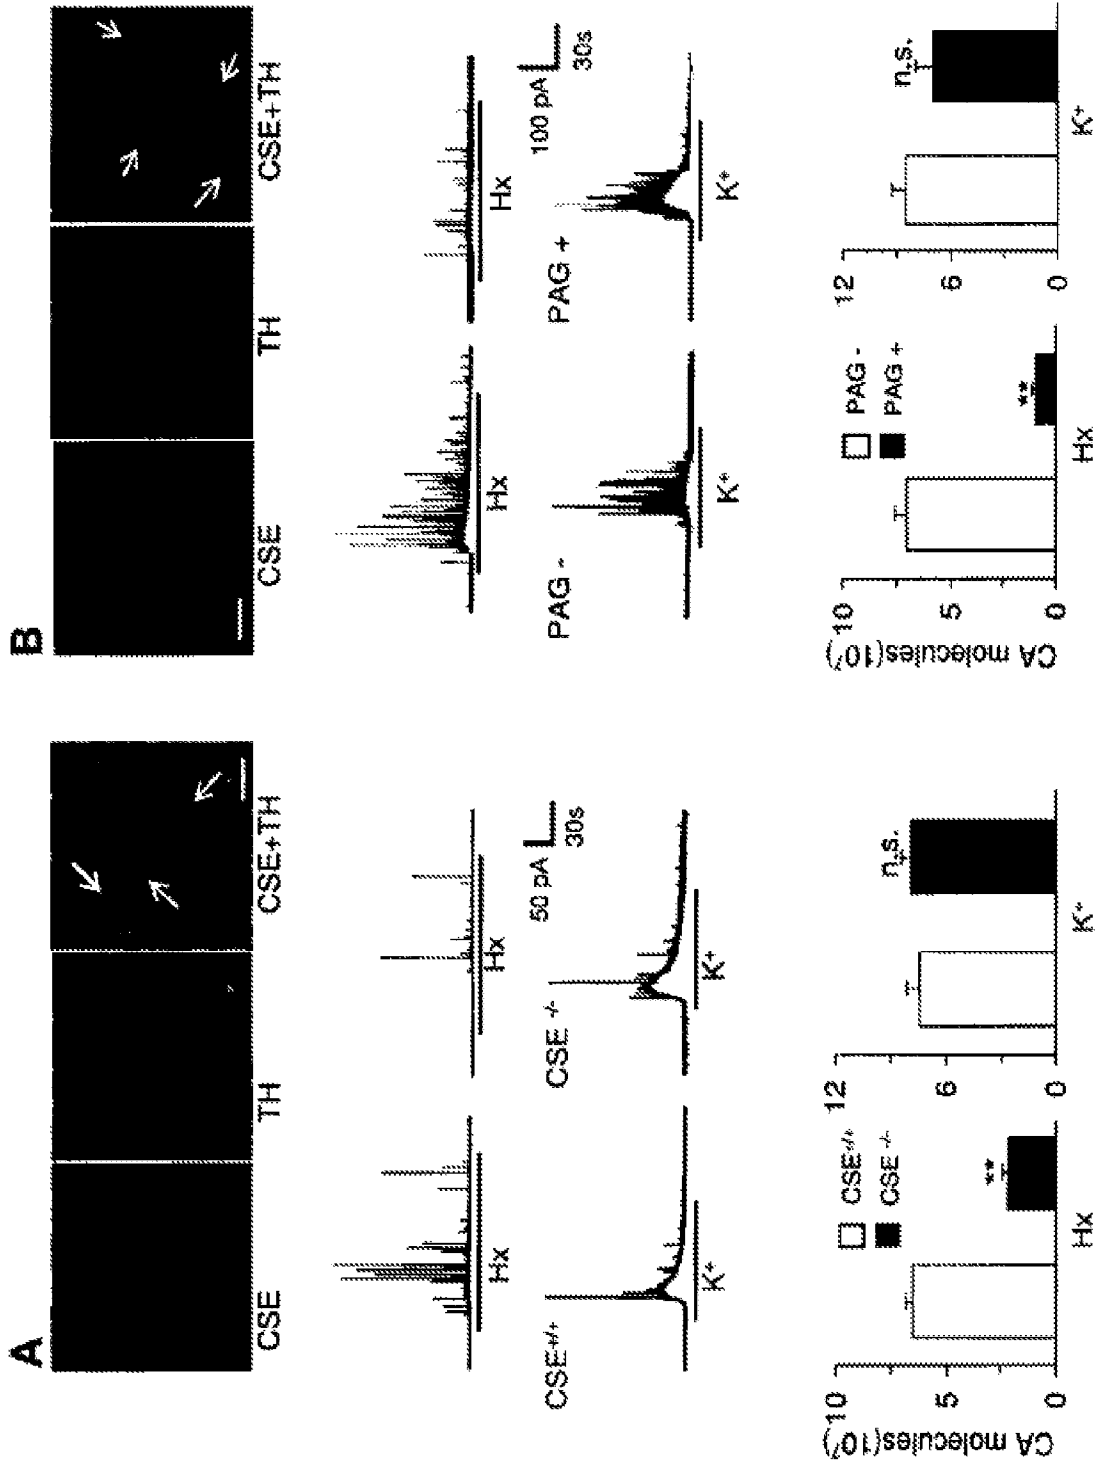 A
CSE
TH
CSE+TH
Hx
Hx
CSE+/+
CSE -/-
50 pA
30s
K+
K+
CA molecules(10⁷)
10
5
0
CSE+/+
CSE -/-
**
Hx
12
6
0
n.s.
K+
B
CSE
TH
CSE+TH
Hx
Hx
PAG -
PAG +
100 pA
30s
K+
K+
CA molecules(10⁷)
10
5
0
PAG -
PAG +
**
Hx
12
6
0
n.s.
K+